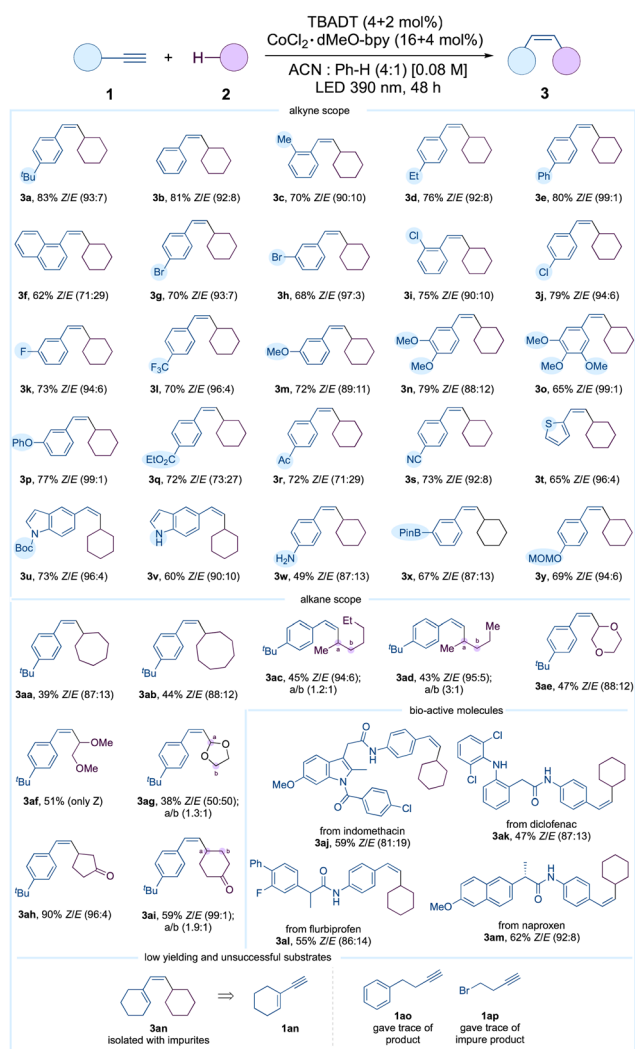 TBADT (4+2 mol%)
CoCl2·dMeO-bpy (16+4 mol%)
ACN : Ph-H (4:1) [0.08 M]
LED 390 nm, 48 h
+
H
1
2
3
alkyne scope
tBu
Me
Et
Ph
3a, 83% Z/E (93:7)
3b, 81% Z/E (92:8)
3c, 70% Z/E (90:10)
3d, 76% Z/E (92:8)
3e, 80% Z/E (99:1)
Br
Br
Cl
Cl
3f, 62% Z/E (71:29)
3g, 70% Z/E (93:7)
3h, 68% Z/E (97:3)
3i, 75% Z/E (90:10)
3j, 79% Z/E (94:6)
F
F3C
MeO
MeO
MeO
MeO
MeO
OMe
3k, 73% Z/E (94:6)
3l, 70% Z/E (96:4)
3m, 72% Z/E (89:11)
3n, 79% Z/E (88:12)
3o, 65% Z/E (99:1)
PhO
EtO2C
Ac
NC
S
3p, 77% Z/E (99:1)
3q, 72% Z/E (73:27)
3r, 72% Z/E (71:29)
3s, 73% Z/E (92:8)
3t, 65% Z/E (96:4)
N
Boc
N
H
H2N
PinB
MOMO
3u, 73% Z/E (96:4)
3v, 60% Z/E (90:10)
3w, 49% Z/E (87:13)
3x, 67% Z/E (87:13)
3y, 69% Z/E (94:6)
alkane scope
tBu
tBu
tBu
Et
Me
a
b
tBu
Me
Me
a
b
tBu
O
O
3aa, 39% Z/E (87:13)
3ab, 44% Z/E (88:12)
3ac, 45% Z/E (94:6);
a/b (1.2:1)
3ad, 43% Z/E (95:5);
a/b (3:1)
3ae, 47% Z/E (88:12)
bio-active molecules
tBu
OMe
OMe
tBu
a
O
O
b
3af, 51% (only Z)
3ag, 38% Z/E (50:50);
a/b (1.3:1)
O
N
H
MeO
N
O
Cl
from indomethacin
3aj, 59% Z/E (81:19)
Cl
H
N
Cl
O
N
H
from diclofenac
3ak, 47% Z/E (87:13)
tBu
O
tBu
a
b
O
3ah, 90% Z/E (96:4)
3ai, 59% Z/E (99:1);
a/b (1.9:1)
Ph
F
O
Me
H
N
from flurbiprofen
3al, 55% Z/E (86:14)
MeO
O
H
N
from naproxen
3am, 62% Z/E (92:8)
low yielding and unsuccessful substrates
⇒
Br
3an
isolated with impurites
1an
1ao
gave trace of
product
1ap
gave trace of
impure product